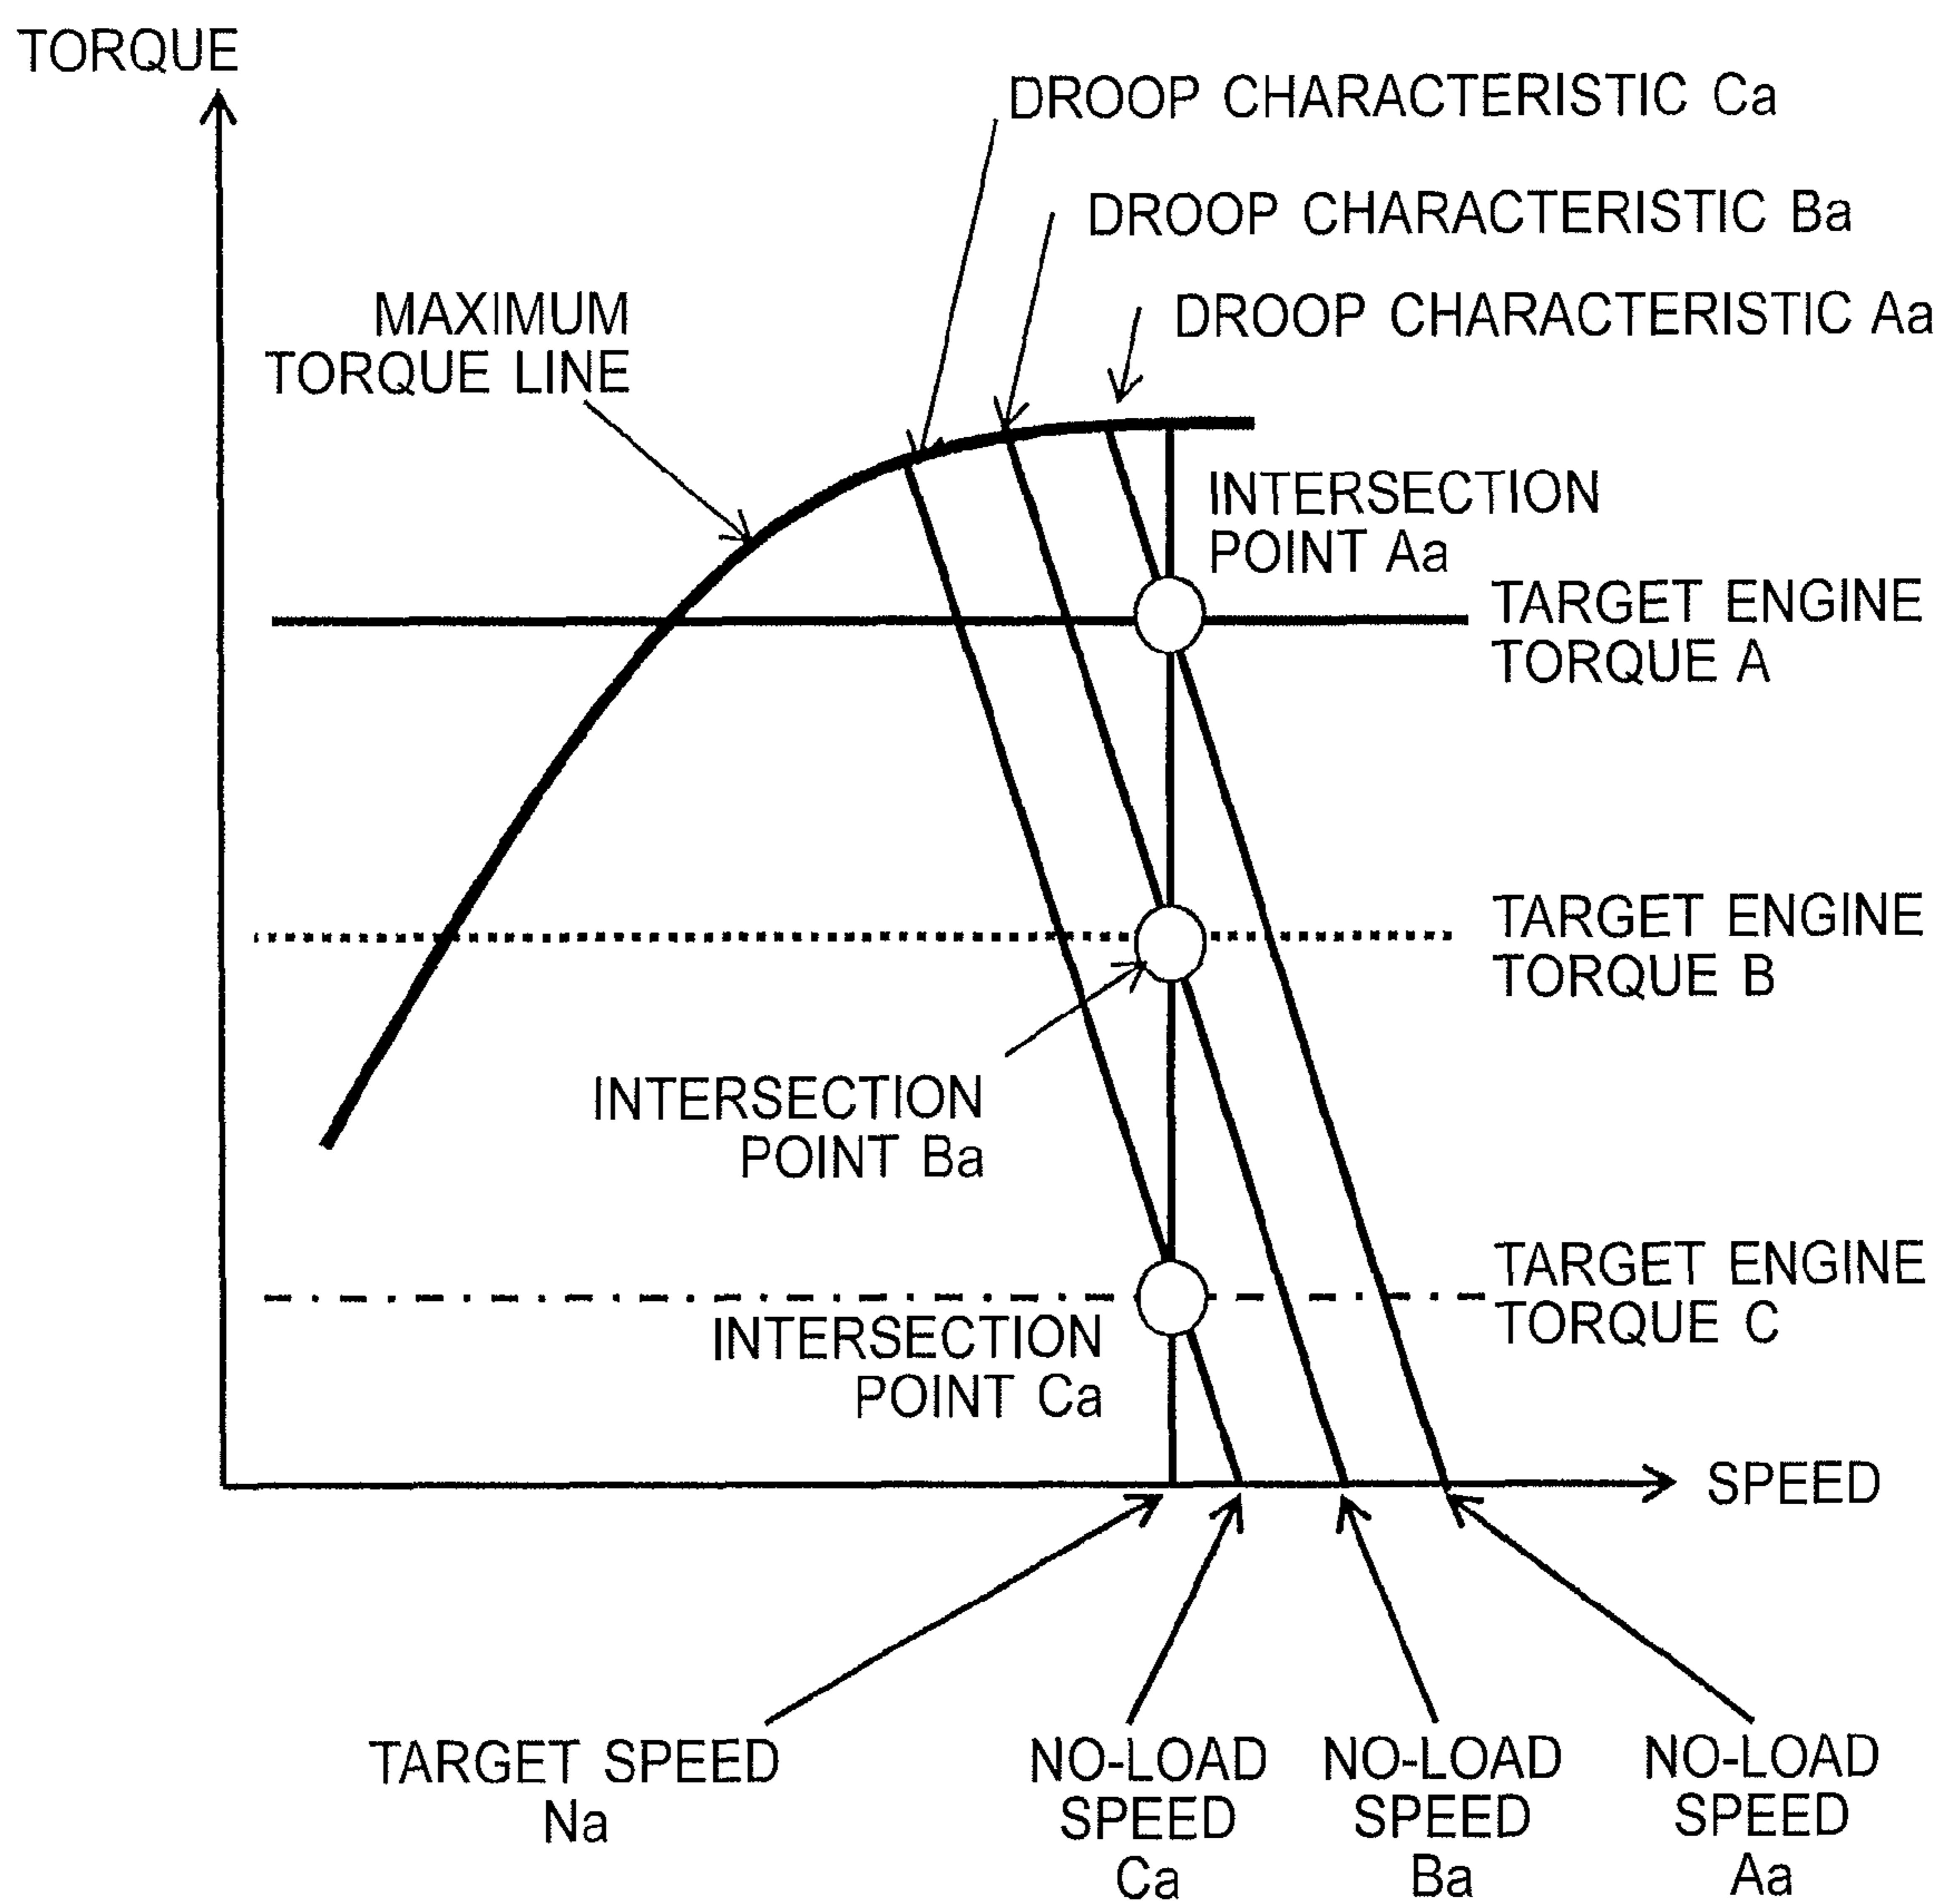 TORQUE
DROOP CHARACTERISTIC Ca
DROOP CHARACTERISTIC Ba
DROOP CHARACTERISTIC Aa
MAXIMUM
TORQUE LINE
INTERSECTION
POINT Aa
TARGET ENGINE
TORQUE A
TARGET ENGINE
TORQUE B
INTERSECTION
POINT Ba
TARGET ENGINE
TORQUE C
INTERSECTION
POINT Ca
SPEED
TARGET SPEED
Na
NO-LOAD
SPEED
Ca
NO-LOAD
SPEED
Ba
NO-LOAD
SPEED
Aa